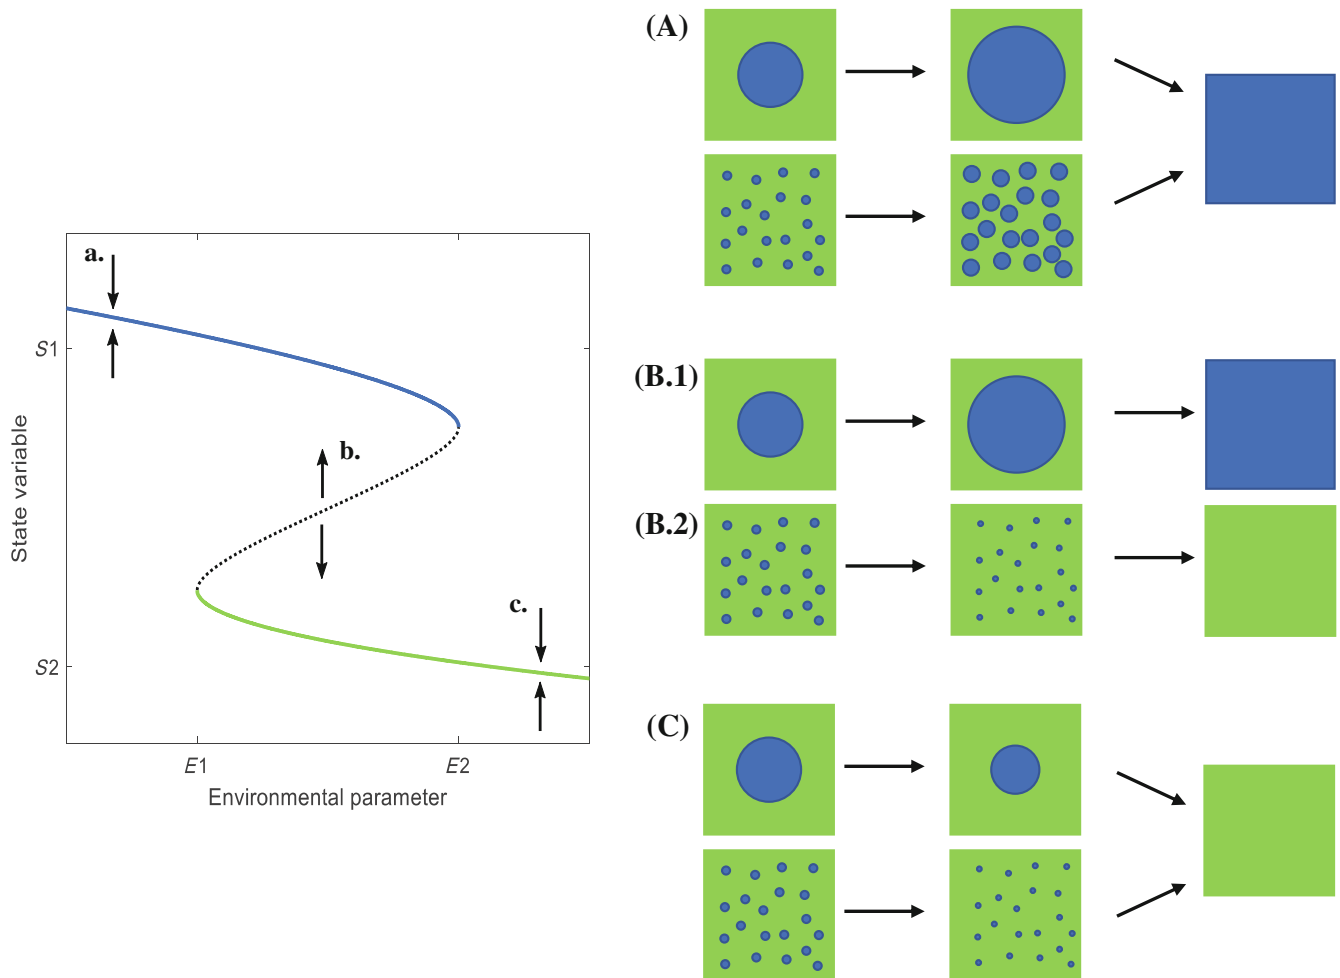 a.
S1
b.
State variable
c.
S2
E1 E2
Environmental parameter
(A)
(B.1)
(B.2)
(C)